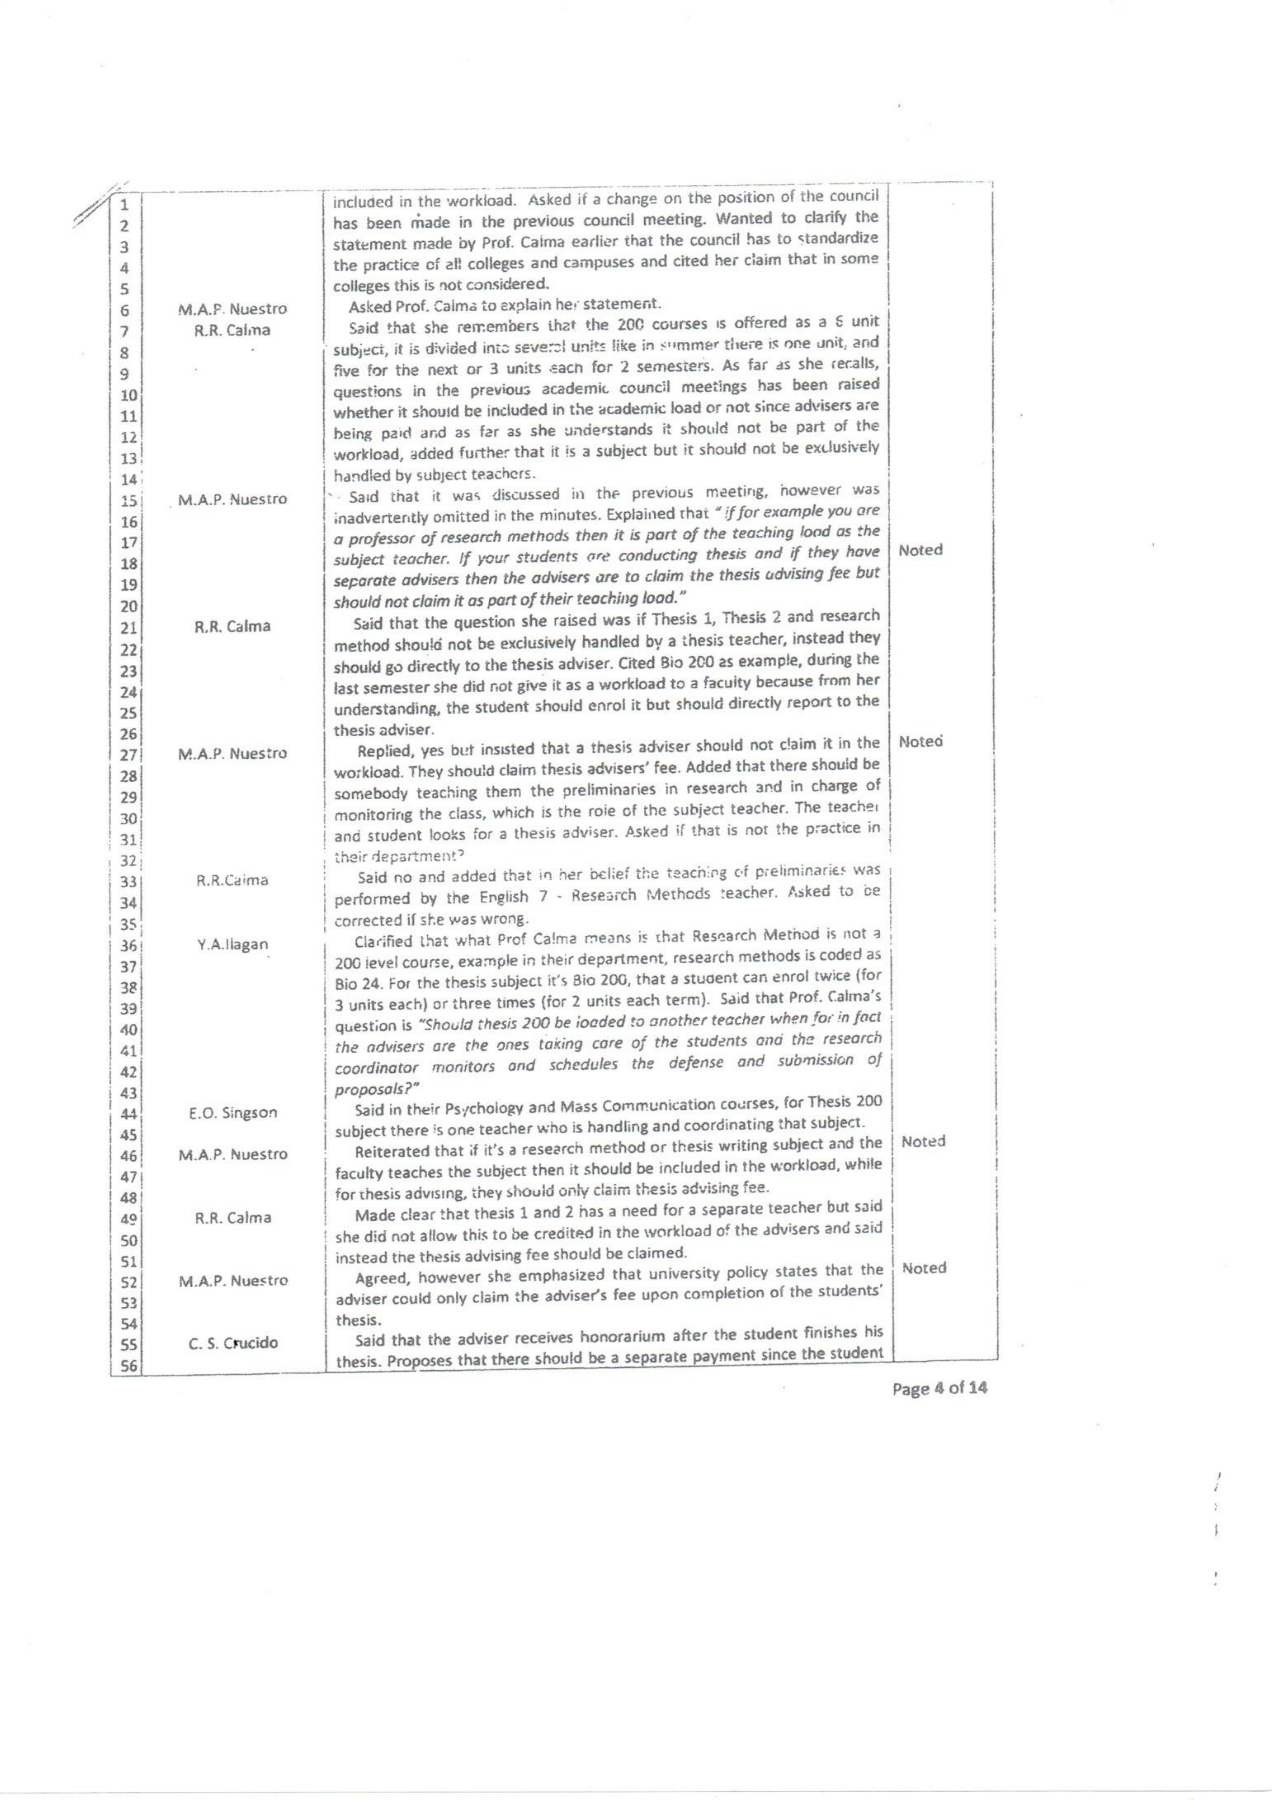 1 included in the workload. Asked if a change on the position of the council
2 has been made in the previous council meeting. Wanted to clarify the
3 statement made by Prof. Calma earlier that the council has to standardize
4 the practice of all colleges and campuses and cited her claim that in some
5 colleges this is not considered.
6 M.A.P. Nuestro Asked Prof. Calma to explain her statement.
7 R.R. Calma Said that she remembers that the 200 courses is offered as a 6 unit
8 subject, it is divided into several units like in summer there is one unit, and
9 five for the next or 3 units each for 2 semesters. As far as she recalls,
10 questions in the previous academic council meetings has been raised
11 whether it should be included in the academic load or not since advisers are
12 being paid and as far as she understands it should not be part of the
13 workload, added further that it is a subject but it should not be exclusively
14 handled by subject teachers.
15 M.A.P. Nuestro Said that it was discussed in the previous meeting, however was
16 inadvertently omitted in the minutes. Explained that "if for example you are
17 a professor of research methods then it is part of the teaching load as the
18 subject teacher. If your students are conducting thesis and if they have Noted
19 separate advisers then the advisers are to claim the thesis advising fee but
20 should not claim it as part of their teaching load."
21 R.R. Calma Said that the question she raised was if Thesis 1, Thesis 2 and research
22 method should not be exclusively handled by a thesis teacher, instead they
23 should go directly to the thesis adviser. Cited Bio 200 as example, during the
24 last semester she did not give it as a workload to a faculty because from her
25 understanding, the student should enrol it but should directly report to the
26 thesis adviser.
27 M.A.P. Nuestro Replied, yes but insisted that a thesis adviser should not claim it in the Noted
28 workload. They should claim thesis advisers' fee. Added that there should be
29 somebody teaching them the preliminaries in research and in charge of
30 monitoring the class, which is the role of the subject teacher. The teacher
31 and student looks for a thesis adviser. Asked if that is not the practice in
32 their department?
33 R.R.Calma Said no and added that in her belief the teaching of preliminaries was
34 performed by the English 7 - Research Methods teacher. Asked to be
35 corrected if she was wrong.
36 Y.A.Ilagan Clarified that what Prof Calma means is that Research Method is not a
37 200 level course, example in their department, research methods is coded as
38 Bio 24. For the thesis subject it's Bio 200, that a student can enrol twice (for
39 3 units each) or three times (for 2 units each term). Said that Prof. Calma's
40 question is "Should thesis 200 be loaded to another teacher when for in fact
41 the advisers are the ones taking care of the students and the research
42 coordinator monitors and schedules the defense and submission of
43 proposals?"
44 E.O. Singson Said in their Psychology and Mass Communication courses, for Thesis 200
45 subject there is one teacher who is handling and coordinating that subject.
46 M.A.P. Nuestro Reiterated that if it's a research method or thesis writing subject and the Noted
47 faculty teaches the subject then it should be included in the workload, while
48 for thesis advising, they should only claim thesis advising fee.
49 R.R. Calma Made clear that thesis 1 and 2 has a need for a separate teacher but said
50 she did not allow this to be credited in the workload of the advisers and said
51 instead the thesis advising fee should be claimed.
52 M.A.P. Nuestro Agreed, however she emphasized that university policy states that the Noted
53 adviser could only claim the adviser's fee upon completion of the students'
54 thesis.
55 C. S. Crucido Said that the adviser receives honorarium after the student finishes his
56 thesis. Proposes that there should be a separate payment since the student
Page 4 of 14